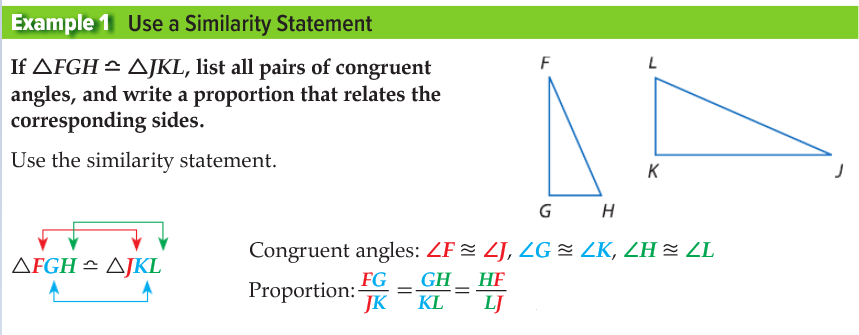 Example 1 Use a Similarity Statement
If △FGH ≏ △JKL, list all pairs of congruent
angles, and write a proportion that relates the
corresponding sides.
Use the similarity statement.
F
L
K
J
G
H
△FGH ≏ △JKL
Congruent angles: ∠F ≅ ∠J, ∠G ≅ ∠K, ∠H ≅ ∠L
Proportion: FG/JK = GH/KL = HF/LJ